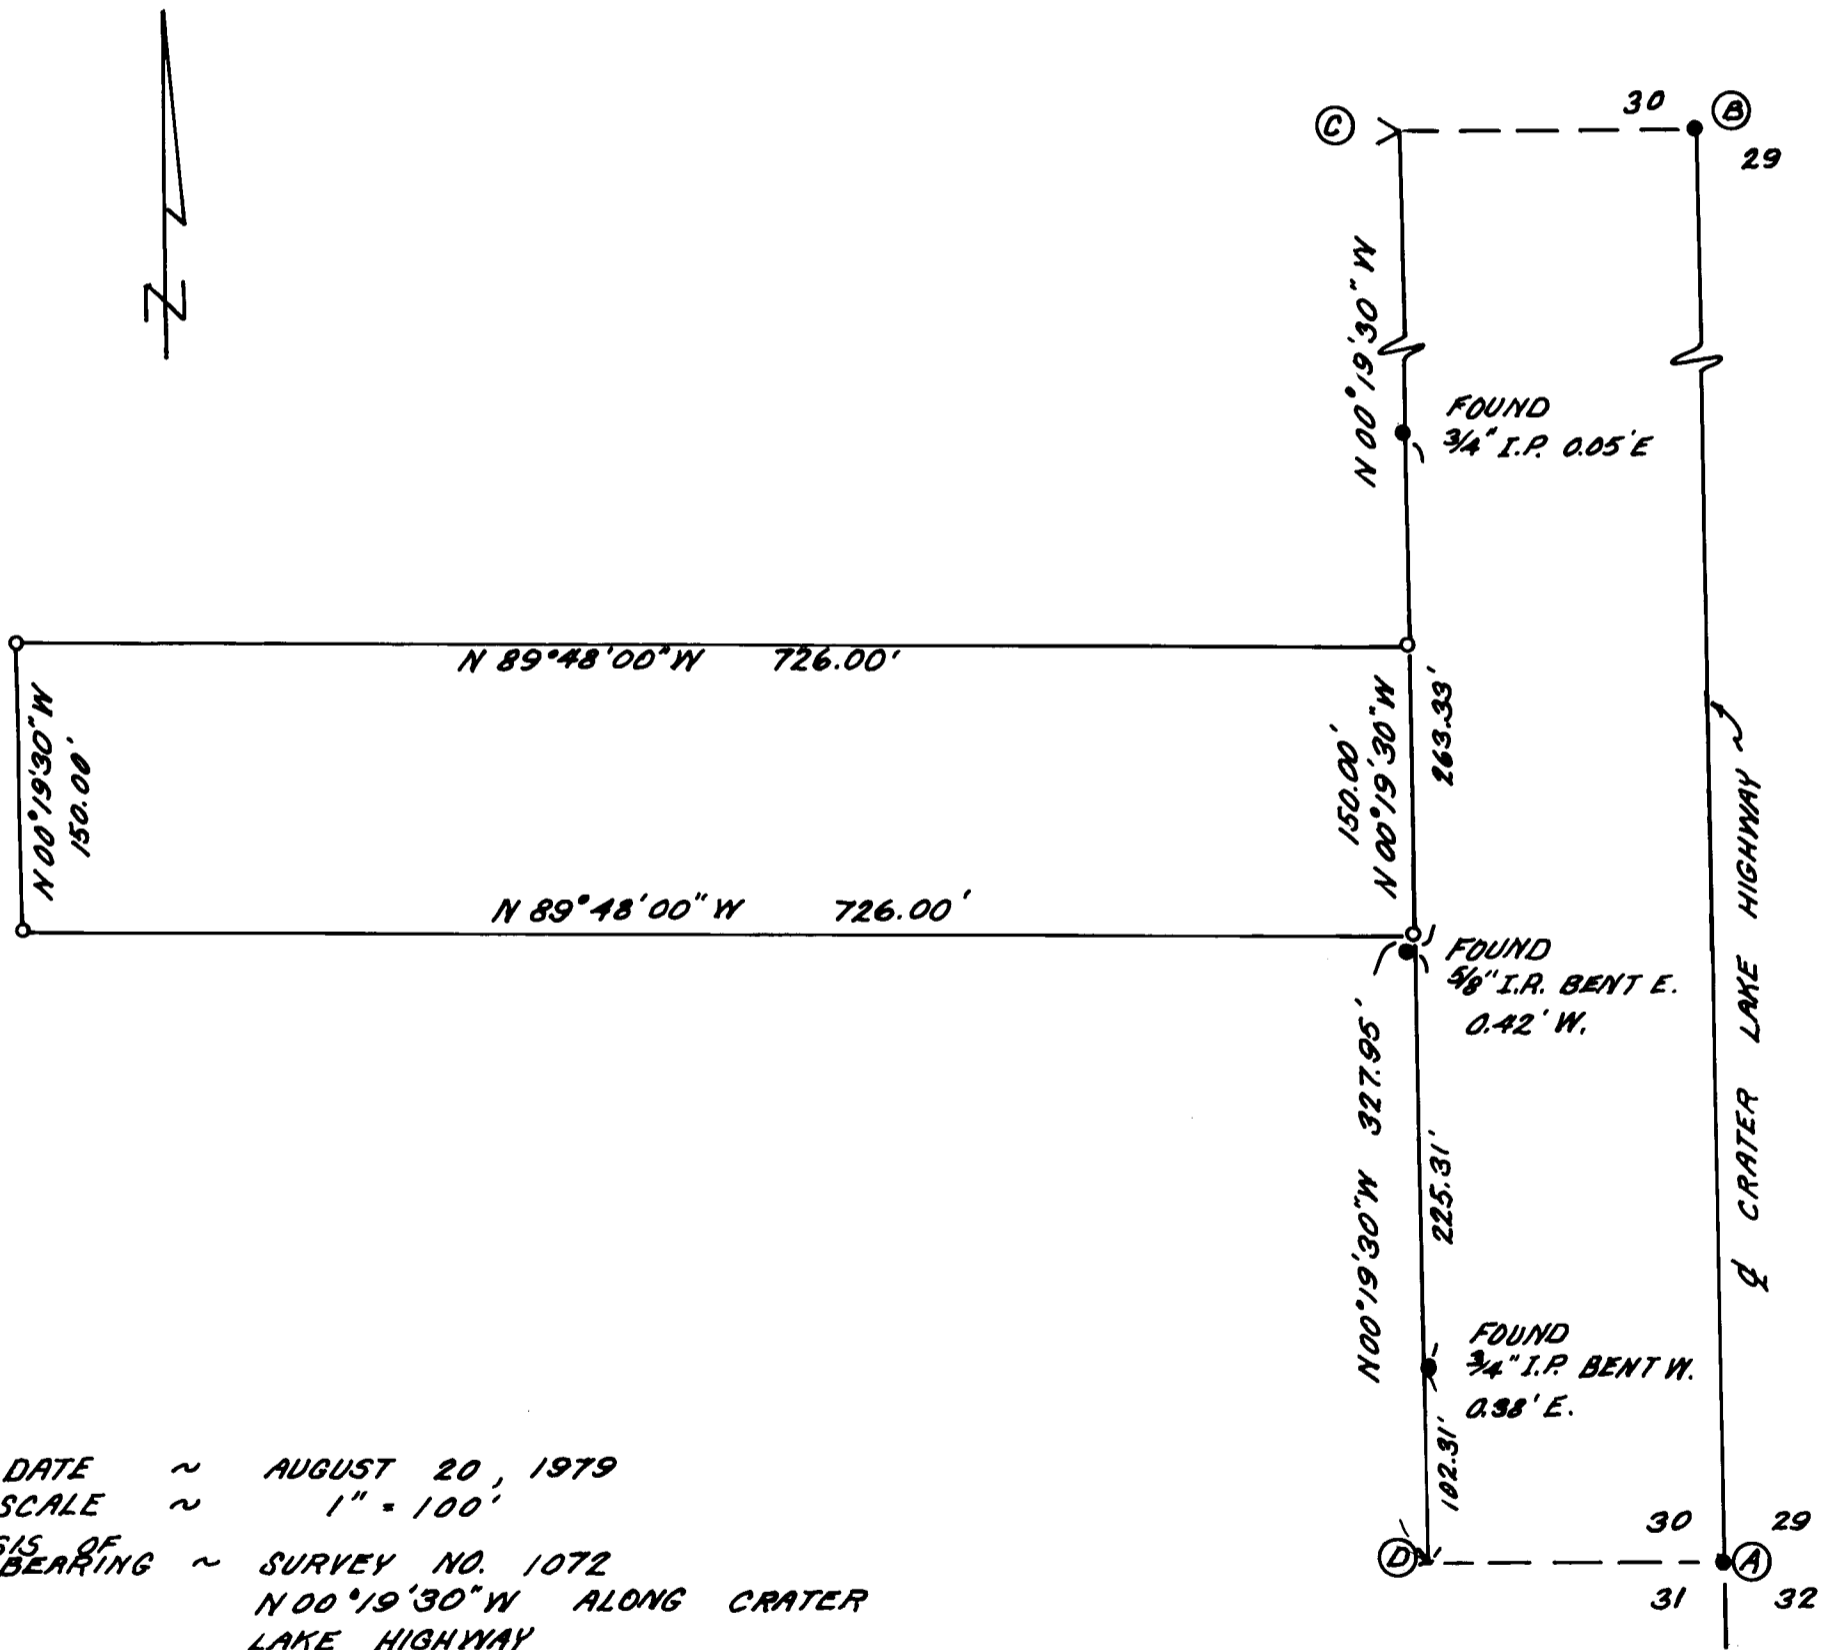 N
C
30
B
29
N 00°19'30" W
FOUND
3/4" I.P. 0.05'E
N 89°48'00" W 726.00'
N 00°19'30" W
150.00'
150.00'
N 00°19'30" W
263.33'
N 89°48'00" W 726.00'
FOUND
5/8" I.R. BENT E.
0.42' W.
N 00°19'30" W 327.95'
225.31'
℄ CRATER LAKE HIGHWAY ~
FOUND
3/4" I.P. BENT W.
0.38' E.
102.31'
30 29
D
A
31 32
DATE ~ AUGUST 20, 1979
SCALE ~ 1" = 100'
SIS OF
BEARING ~ SURVEY NO. 1072
N 00°19'30" W ALONG CRATER
LAKE HIGHWAY